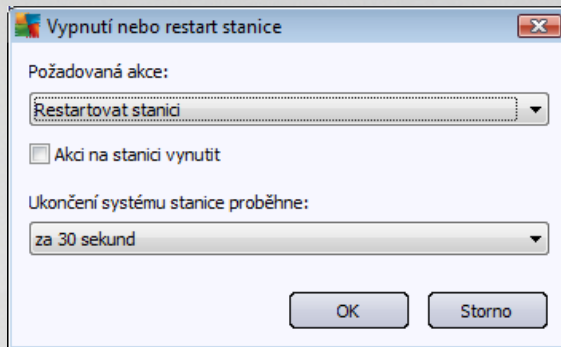 Vypnutí nebo restart stanice
Požadovaná akce:
Restartovat stanici
Akci na stanici vynutit
Ukončení systému stanice proběhne:
za 30 sekund
OK
Storno